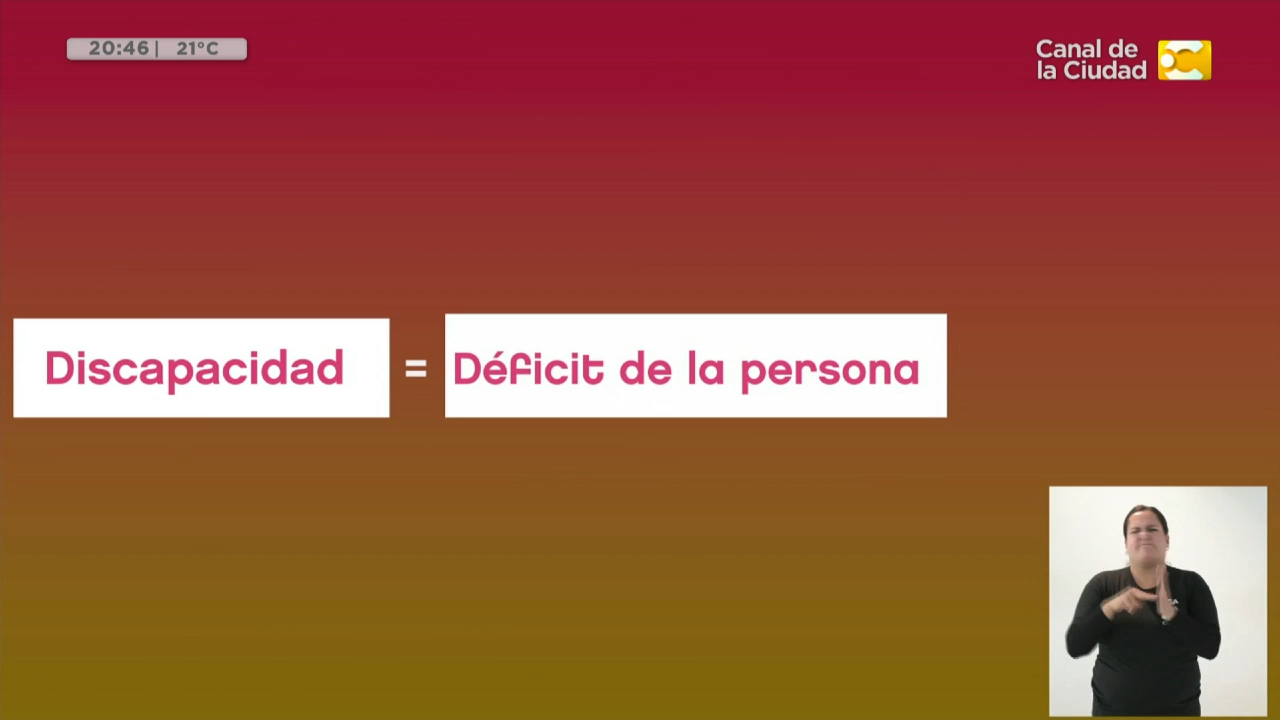 20:46| 21°C
Canal de
la Ciudad
Discapacidad = Déficit de la persona